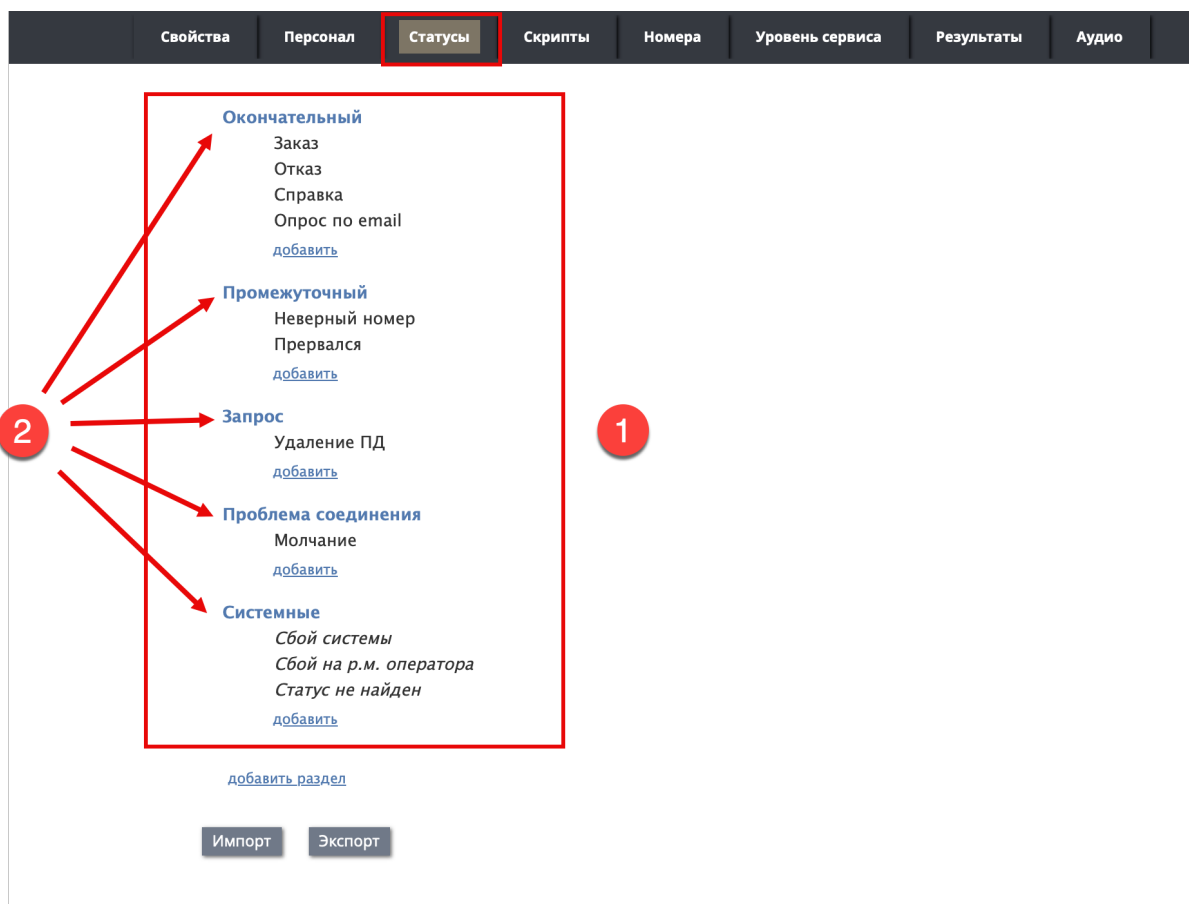 Свойства Персонал Статусы Скрипты Номера Уровень сервиса Результаты Аудио
Окончательный
Заказ
Отказ
Справка
Опрос по email
добавить
Промежуточный
Неверный номер
Прервался
добавить
2
Запрос
1
Удаление ПД
добавить
Проблема соединения
Молчание
добавить
Системные
Сбой системы
Сбой на р.м. оператора
Статус не найден
добавить
добавить раздел
Импорт Экспорт